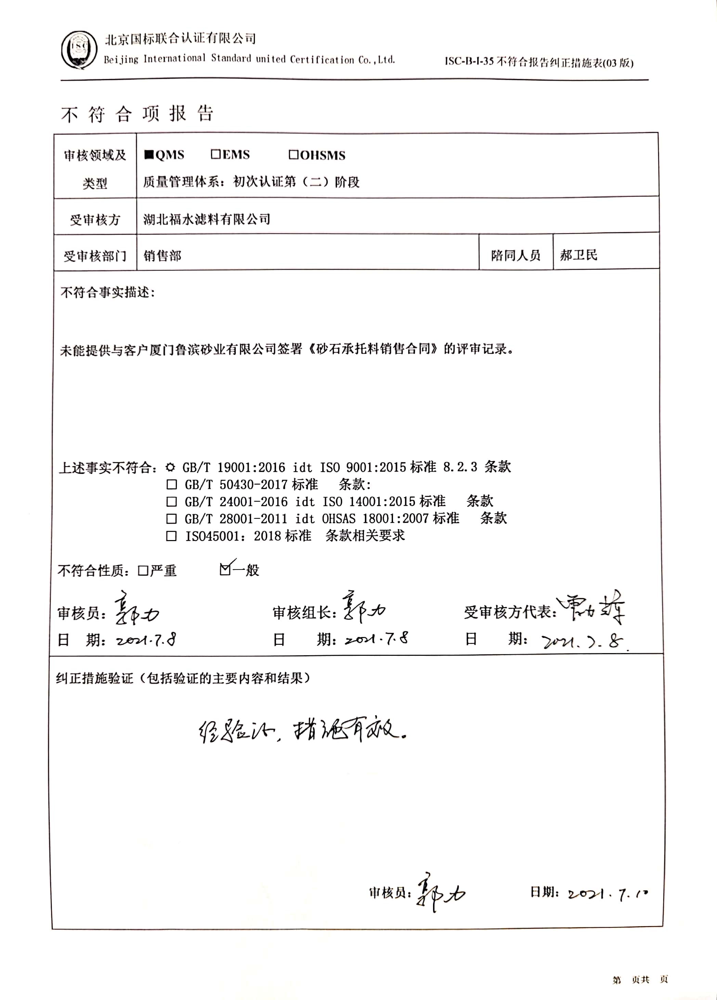 ISC
北京国标联合认证有限公司
Beijing International Standard united Certification Co.,Ltd.
ISC-B-I-35 不符合报告纠正措施表(03 版)
不符合项报告
审核领域及类型
■QMS □EMS □OHSMS
质量管理体系：初次认证第（二）阶段
受审核方 湖北福水滤料有限公司
受审核部门 销售部 陪同人员 郝卫民
不符合事实描述：
未能提供与客户厦门鲁滨砂业有限公司签署《砂石承托料销售合同》的评审记录。
上述事实不符合：✡ GB/T 19001:2016 idt ISO 9001:2015 标准 8.2.3 条款
□ GB/T 50430-2017 标准 条款：
□ GB/T 24001-2016 idt ISO 14001:2015 标准 条款
□ GB/T 28001-2011 idt OHSAS 18001:2007 标准 条款
□ ISO45001：2018 标准 条款相关要求
不符合性质：□严重 ☑一般
审核员：郭力 审核组长：郭力 受审核方代表：
日 期：2021.7.8 日 期：2021.7.8 日 期：2021.7.8.
纠正措施验证（包括验证的主要内容和结果）
经验证，措施有效。
审核员：郭力 日期：2021.7.10
第 页共 页